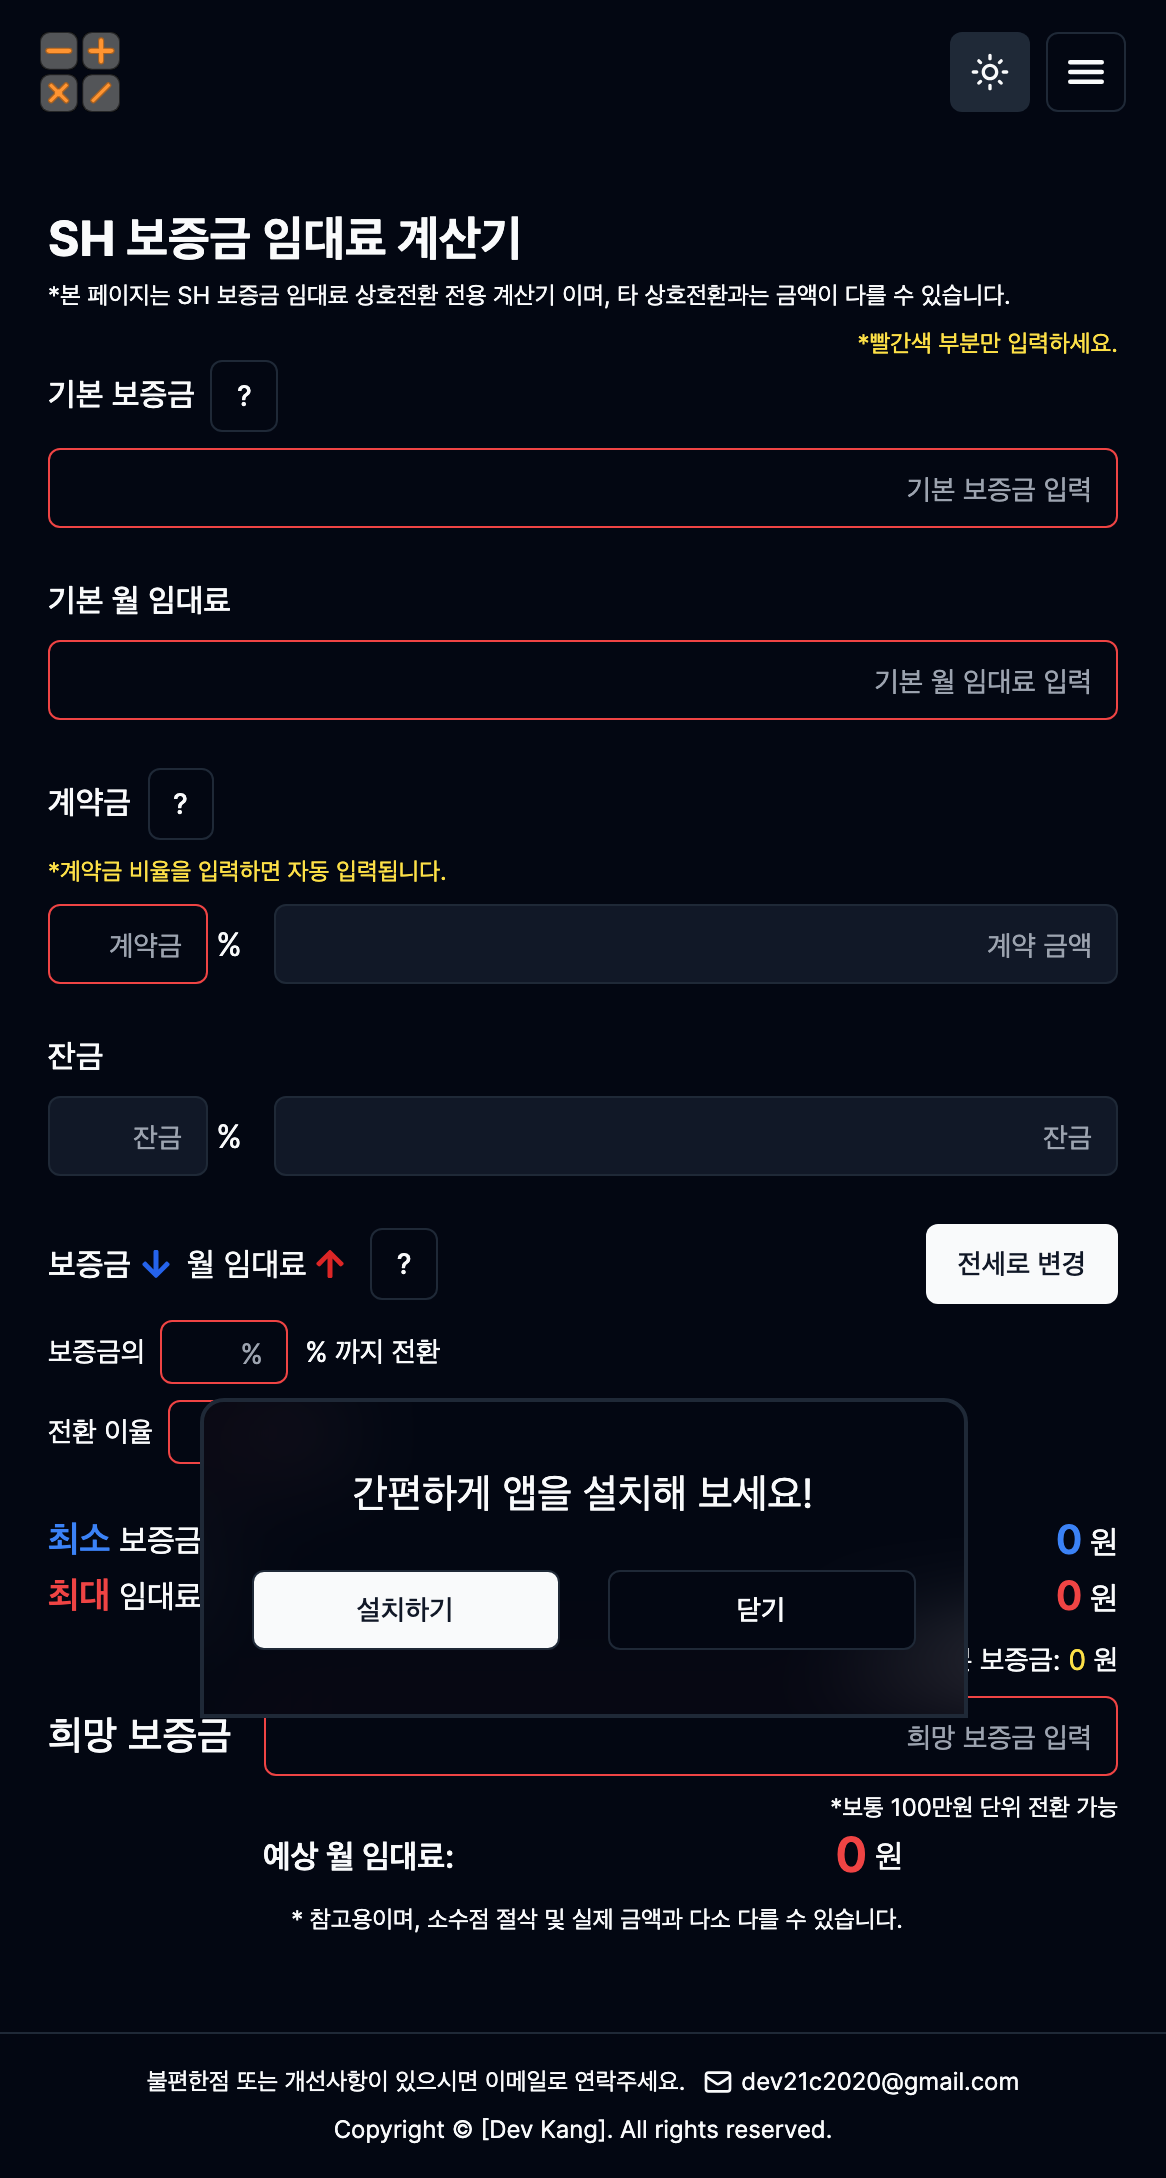 SH 보증금 임대료 계산기
*본 페이지는 SH 보증금 임대료 상호전환 전용 계산기 이며, 타 상호전환과는 금액이 다를 수 있습니다.
*빨간색 부분만 입력하세요.
기본 보증금 ?
기본 보증금 입력
기본 월 임대료
기본 월 임대료 입력
계약금 ?
*계약금 비율을 입력하면 자동 입력됩니다.
계약금 % 계약 금액
잔금
잔금 % 잔금
보증금 월 임대료 ? 전세로 변경
보증금의 % % 까지 전환
전환 이율
간편하게 앱을 설치해 보세요!
최소 보증금 0 원
최대 임대료 0 원
설치하기 닫기
보증금: 0 원
희망 보증금 희망 보증금 입력
*보통 100만원 단위 전환 가능
예상 월 임대료: 0 원
* 참고용이며, 소수점 절삭 및 실제 금액과 다소 다를 수 있습니다.
불편한점 또는 개선사항이 있으시면 이메일로 연락주세요. dev21c2020@gmail.com
Copyright © [Dev Kang]. All rights reserved.